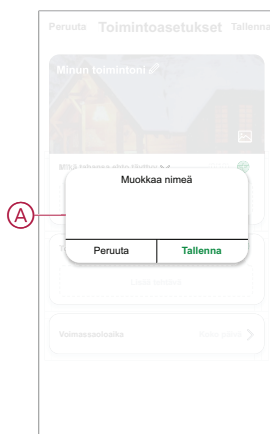 Peruuta Toimintoasetukset Tallenna
Minun toimintoni
Muokkaa nimeä
A
Peruuta Tallenna
Voimassaoloaika